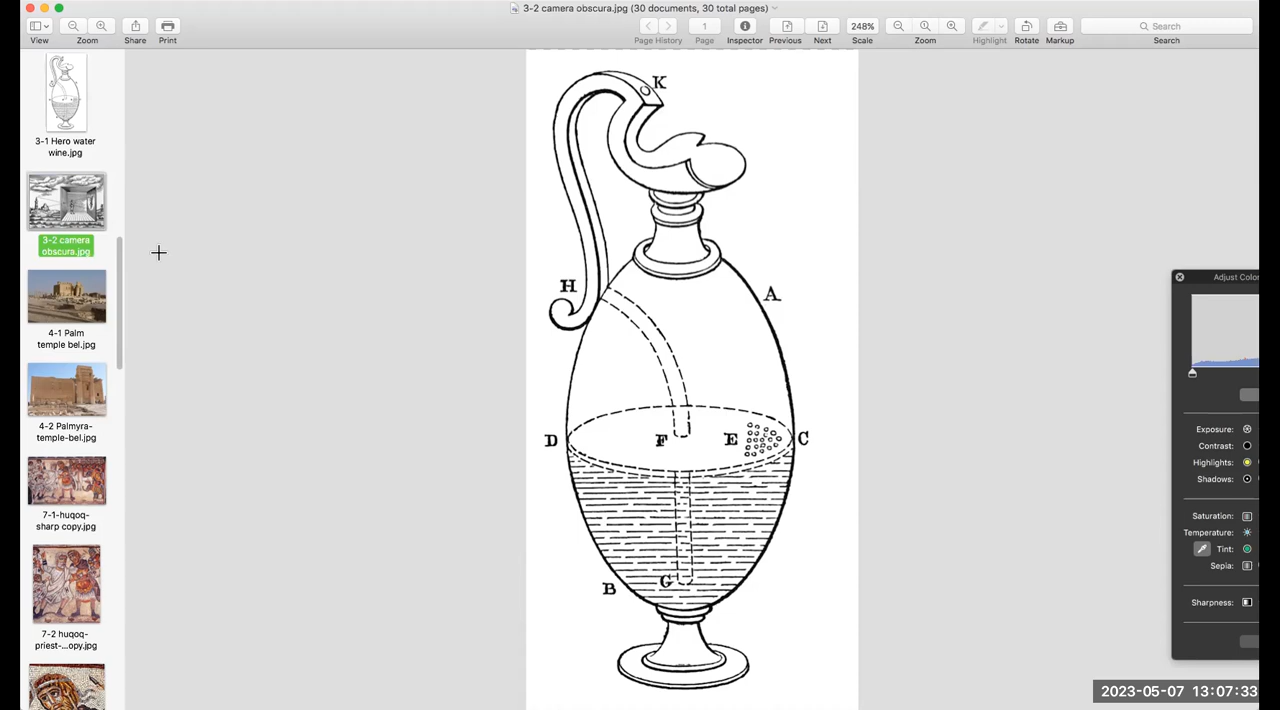 3-2 camera obscura.jpg (30 documents, 30 total pages)
1
248%
Search
View
Zoom
Share
Print
Page History
Page
Inspector
Previous
Next
Scale
Zoom
Highlight
Rotate
Markup
Search
3-1 Hero water
wine.jpg
3-2 camera
obscura.jpg
4-1 Palm
temple bel.jpg
4-2 Palmyra-
temple-bel.jpg
7-1-huqoq-
sharp copy.jpg
7-2 huqoq-
priest-...opy.jpg
K
H
A
D
F
E
C
B
G
Adjust Color
Exposure:
Contrast:
Highlights:
Shadows:
Saturation:
Temperature:
Tint:
Sepia:
Sharpness:
2023-05-07 13:07:33